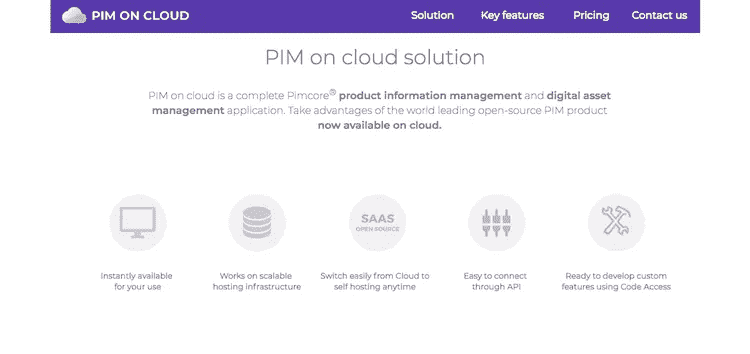 PIM ON CLOUD
Solution Key features Pricing Contact us
PIM on cloud solution
PIM on cloud is a complete Pimcore® product information management and digital asset
management application. Take advantages of the world leading open-source PIM product
now available on cloud.
SAAS
OPEN SOURCE
Instantly available
for your use
Works on scalable
hosting infrastructure
Switch easily from Cloud to
self hosting anytime
Easy to connect
through API
Ready to develop custom
features using Code Access